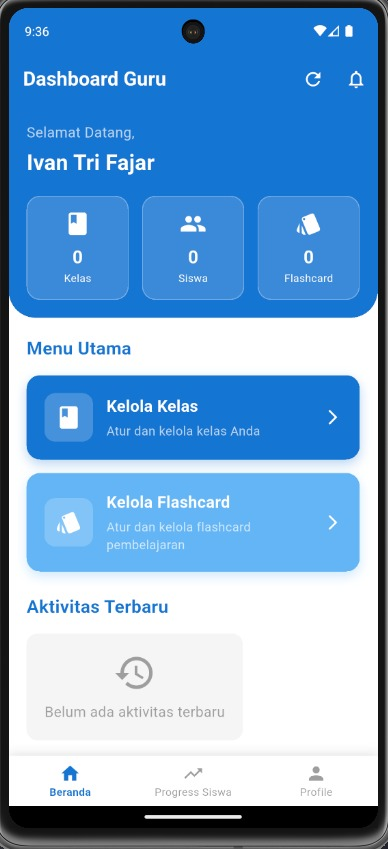 9:36
Dashboard Guru
Selamat Datang,
Ivan Tri Fajar
0 0 0
Kelas Siswa Flashcard
Menu Utama
Kelola Kelas
Atur dan kelola kelas Anda
Kelola Flashcard
Atur dan kelola flashcard
pembelajaran
Aktivitas Terbaru
Belum ada aktivitas terbaru
Beranda Progress Siswa Profile